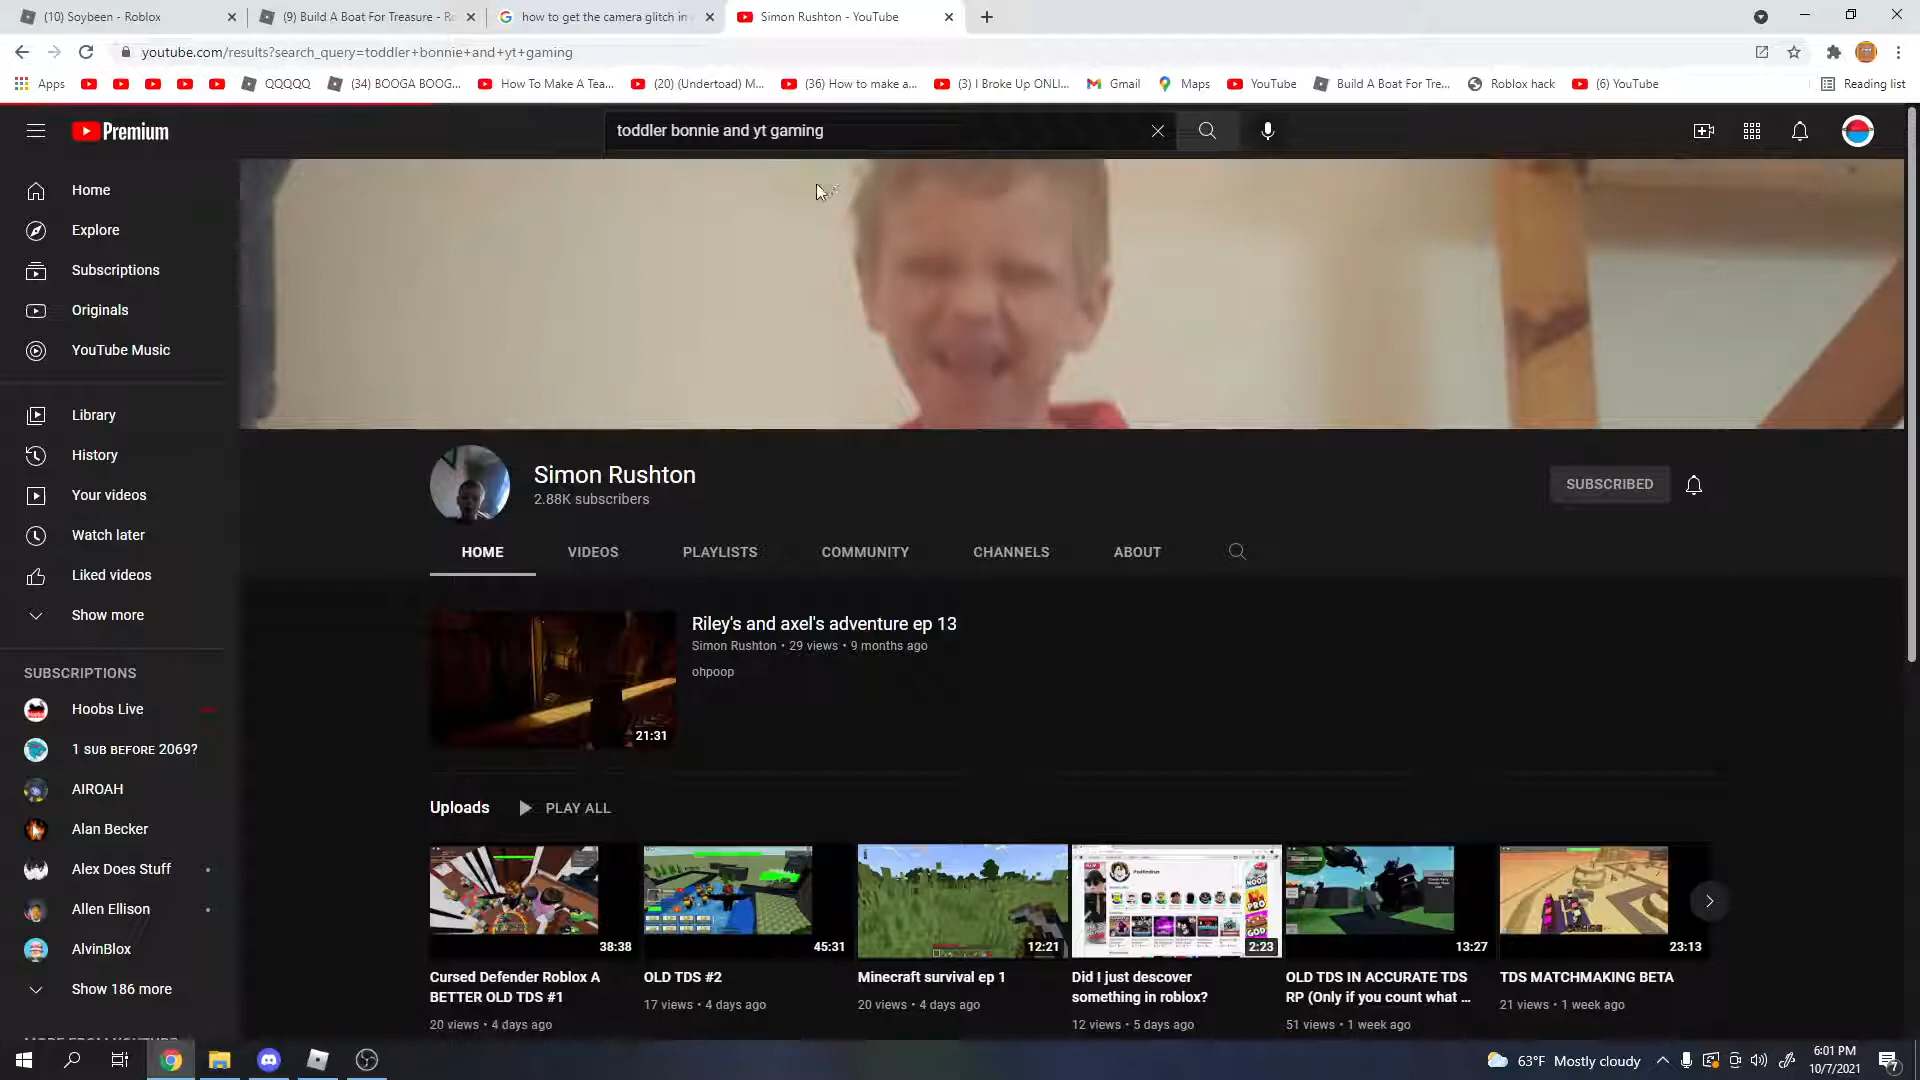 (10) Soybeen - Roblox
(9) Build A Boat For Treasure - Ro
how to get the camera glitch in
Simon Rushton - YouTube
youtube.com/results?search_query=toddler+bonnie+and+yt+gaming
Apps
QQQQQ
(34) BOOGA BOOG...
How To Make A Tea...
(20) (Undertoad) M...
(36) How to make a...
(3) I Broke Up ONLI...
Gmail
Maps
YouTube
Build A Boat For Tre...
Roblox hack
(6) YouTube
Reading list
Premium
toddler bonnie and yt gaming
Home
Explore
Subscriptions
Originals
YouTube Music
Library
History
Your videos
Watch later
Liked videos
Show more
SUBSCRIPTIONS
Hoobs Live
1 SUB BEFORE 2069?
AIROAH
Alan Becker
Alex Does Stuff
Allen Ellison
AlvinBlox
Show 186 more
Simon Rushton
2.88K subscribers
SUBSCRIBED
HOME
VIDEOS
PLAYLISTS
COMMUNITY
CHANNELS
ABOUT
Riley's and axel's adventure ep 13
Simon Rushton • 29 views • 9 months ago
ohpoop
21:31
Uploads
PLAY ALL
38:38
Cursed Defender Roblox A
BETTER OLD TDS #1
20 views • 4 days ago
45:31
OLD TDS #2
17 views • 4 days ago
12:21
Minecraft survival ep 1
20 views • 4 days ago
NOOB
PRO
GOD
2:23
Did I just descover
something in roblox?
12 views • 5 days ago
13:27
OLD TDS IN ACCURATE TDS
RP (Only if you count what ...
51 views • 1 week ago
23:13
TDS MATCHMAKING BETA
21 views • 1 week ago
63°F Mostly cloudy
6:01 PM
10/7/2021
7